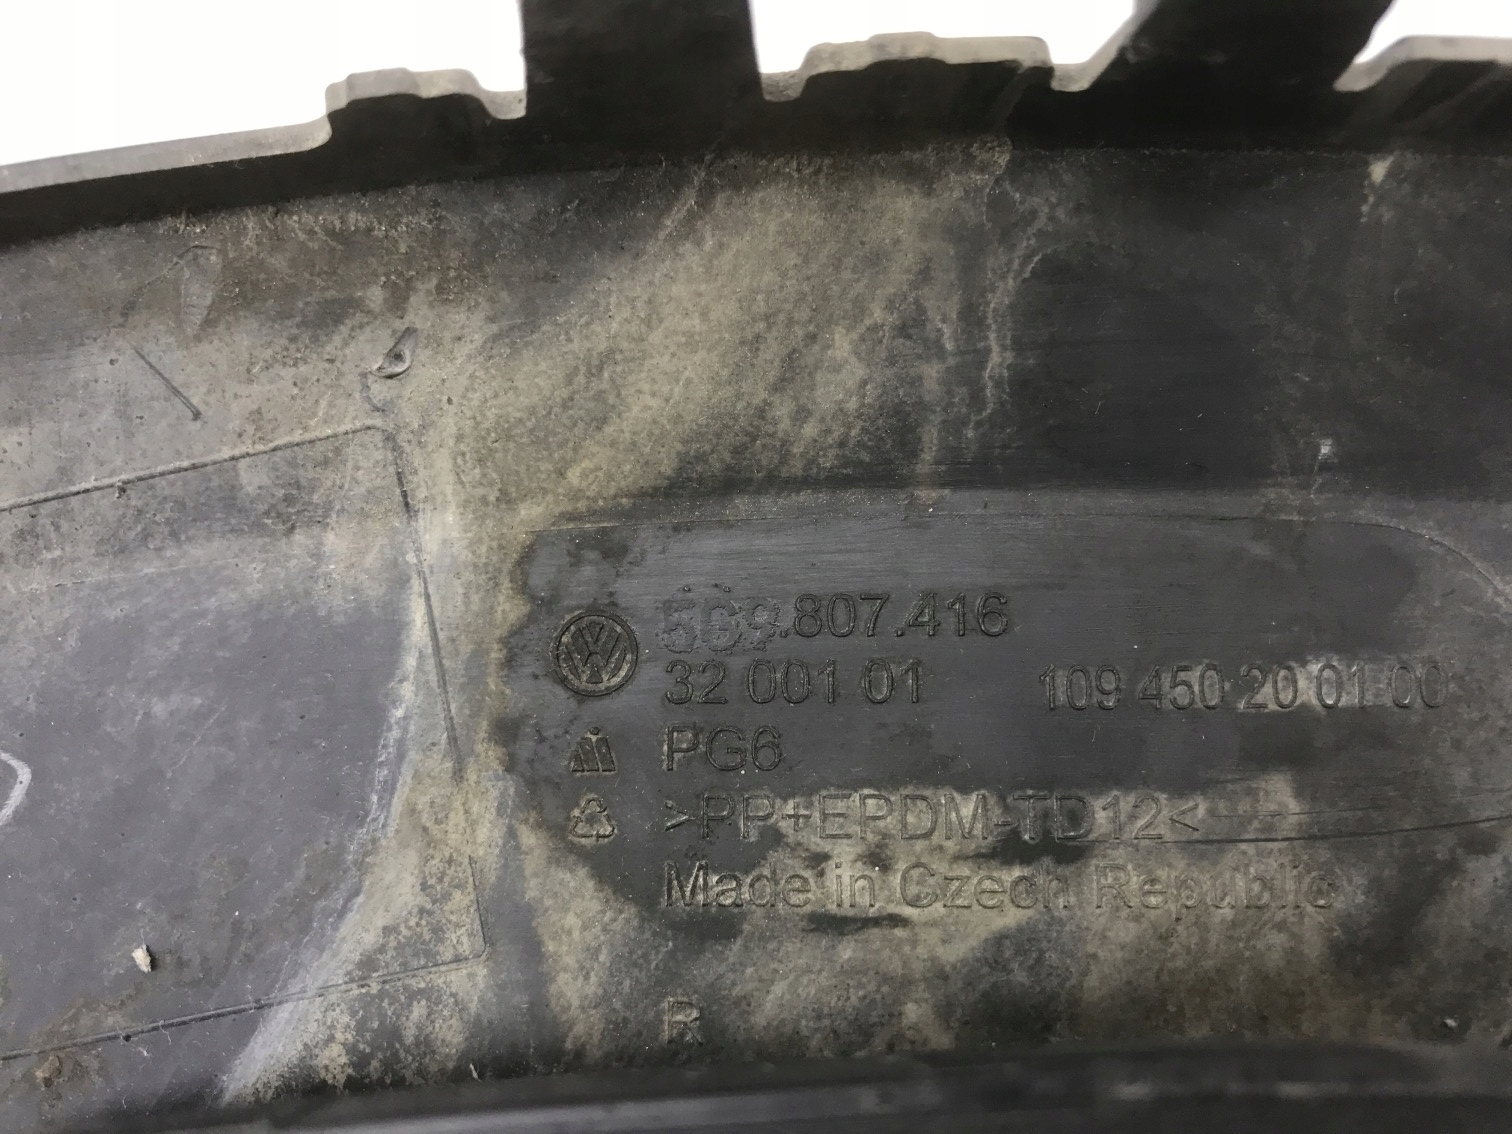 5G9.807.416
32 001 01 109 450 20 01 00
PG6
>PP+EPDM-TD12<
Made in Czech Republic
R